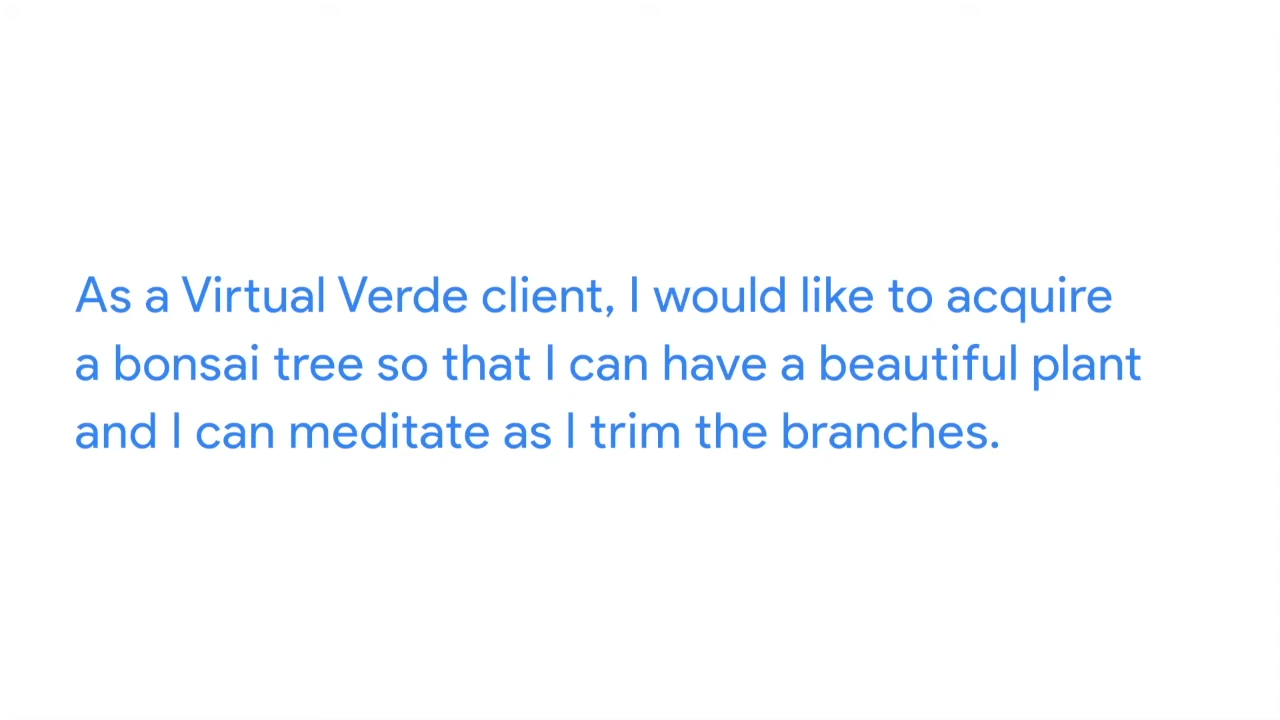 As a Virtual Verde client, I would like to acquire
a bonsai tree so that I can have a beautiful plant
and I can meditate as I trim the branches.